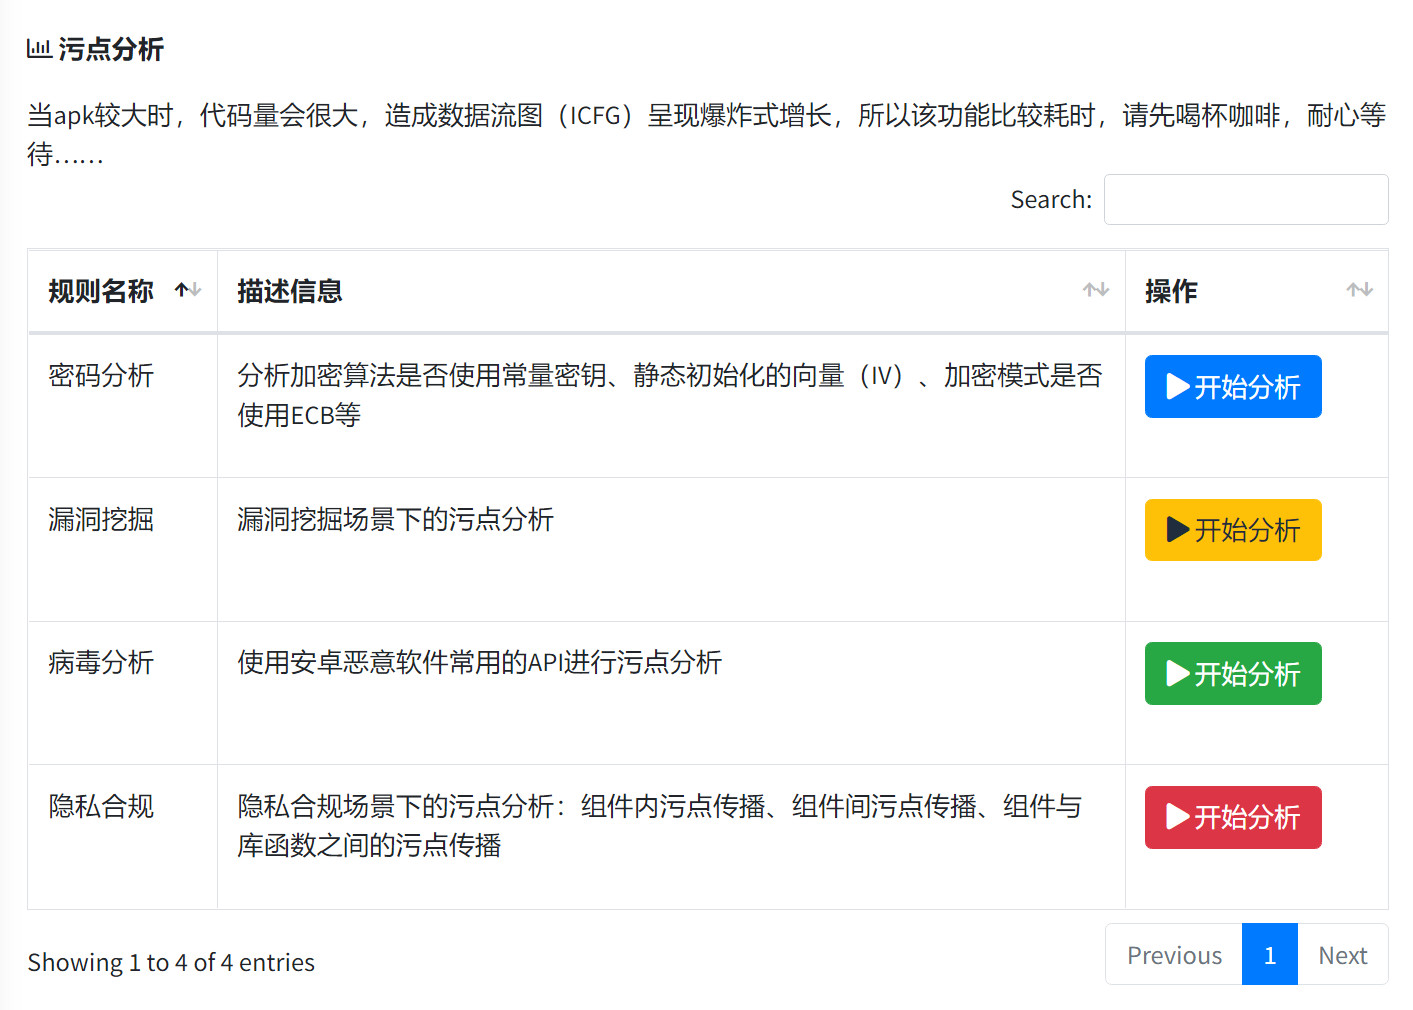 污点分析
当apk较大时，代码量会很大，造成数据流图（ICFG）呈现爆炸式增长，所以该功能比较耗时，请先喝杯咖啡，耐心等
待……
Search:
规则名称 描述信息 操作
密码分析 分析加密算法是否使用常量密钥、静态初始化的向量（IV）、加密模式是否 开始分析
使用ECB等
漏洞挖掘 漏洞挖掘场景下的污点分析 开始分析
病毒分析 使用安卓恶意软件常用的API进行污点分析 开始分析
隐私合规 隐私合规场景下的污点分析：组件内污点传播、组件间污点传播、组件与 开始分析
库函数之间的污点传播
Showing 1 to 4 of 4 entries Previous 1 Next